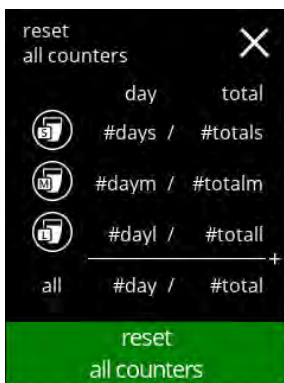 reset
all counters
day total
S #days / #totals
M #daym / #totalm
L #dayl / #totall
+
all #day / #total
reset
all counters